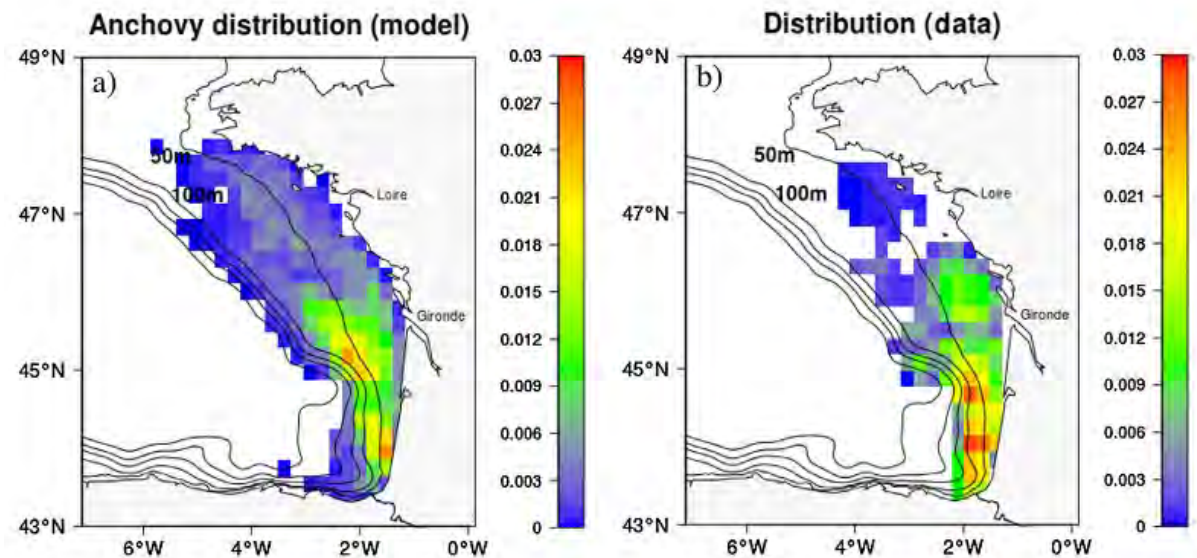 Anchovy distribution (model)
Distribution (data)
a)
b)
49°N
47°N
45°N
43°N
6°W
4°W
2°W
0°W
50m
100m
Loire
Gironde
0.03
0.027
0.024
0.021
0.018
0.015
0.012
0.009
0.006
0.003
0
49°N
47°N
45°N
43°N
6°W
4°W
2°W
0°W
50m
100m
Loire
Gironde
0.03
0.027
0.024
0.021
0.018
0.015
0.012
0.009
0.006
0.003
0